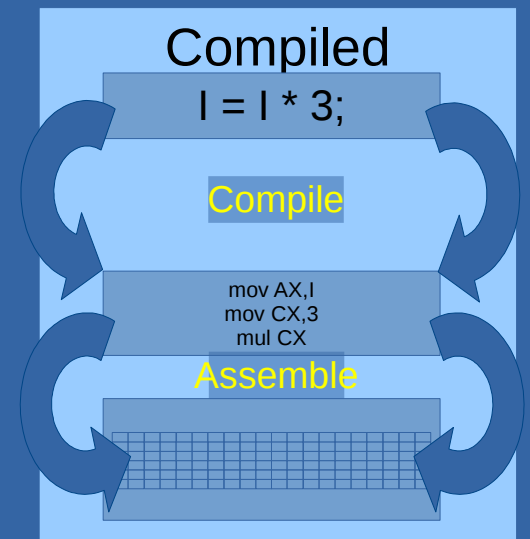 Compiled
I = I * 3;
Compile
mov AX,I
mov CX,3
mul CX
Assemble